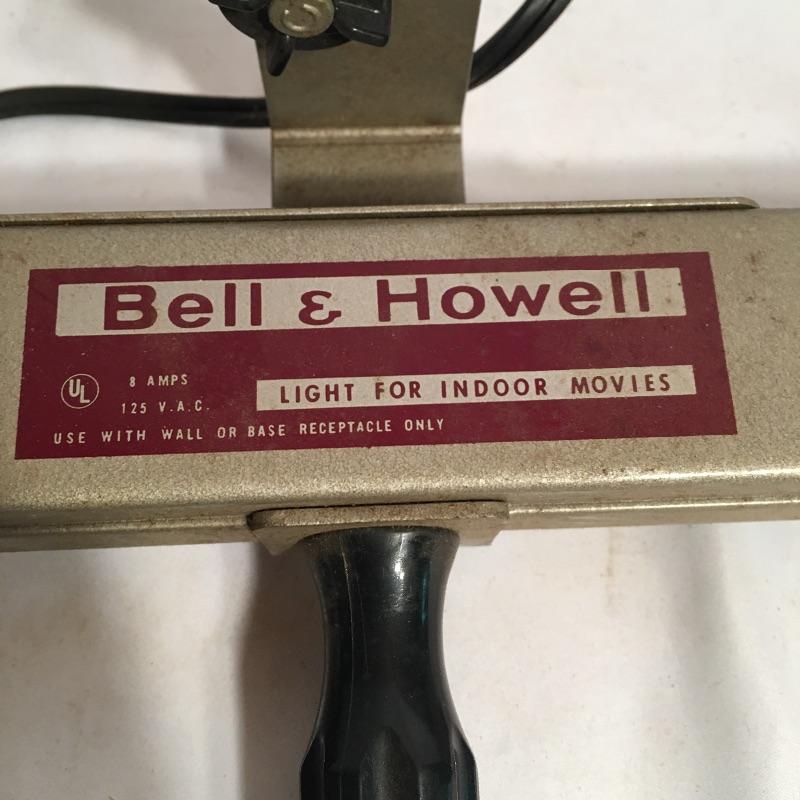 Bell & Howell
UL
8 AMPS
125 V.A.C.
LIGHT FOR INDOOR MOVIES
USE WITH WALL OR BASE RECEPTACLE ONLY